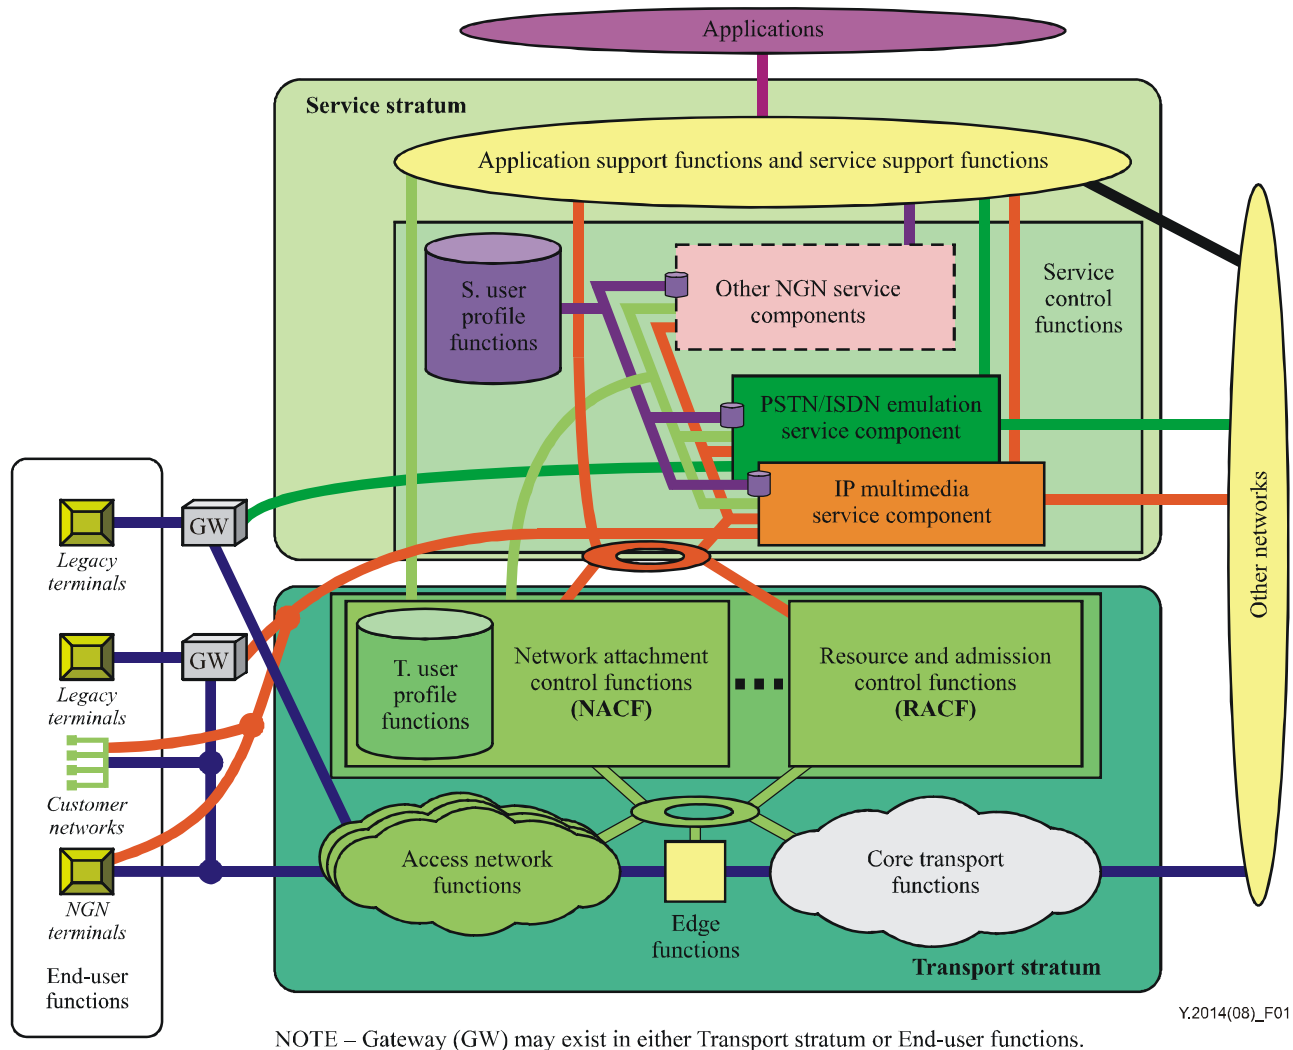 Applications
Service stratum
Application support functions and service support functions
S. user
profile
functions
Other NGN service
components
Service
control
functions
PSTN/ISDN emulation
service component
IP multimedia
service component
Other networks
GW
Legacy
terminals
GW
Legacy
terminals
Customer
networks
NGN
terminals
End-user
functions
T. user
profile
functions
Network attachment
control functions
(NACF)
Resource and admission
control functions
(RACF)
Access network
functions
Edge
functions
Core transport
functions
Transport stratum
Y.2014(08)_F01
NOTE – Gateway (GW) may exist in either Transport stratum or End-user functions.